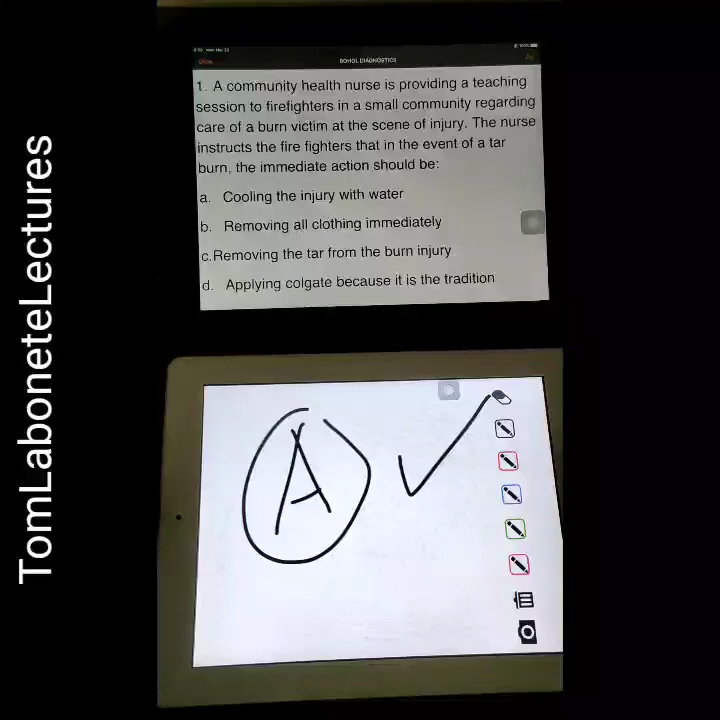 TomLaboneteLectures
BOHOL DIAGNOSTICS
100%
1. A community health nurse is providing a teaching
session to firefighters in a small community regarding
care of a burn victim at the scene of injury. The nurse
instructs the fire fighters that in the event of a tar
burn, the immediate action should be:
a. Cooling the injury with water
b. Removing all clothing immediately
c.Removing the tar from the burn injury
d. Applying colgate because it is the tradition
A